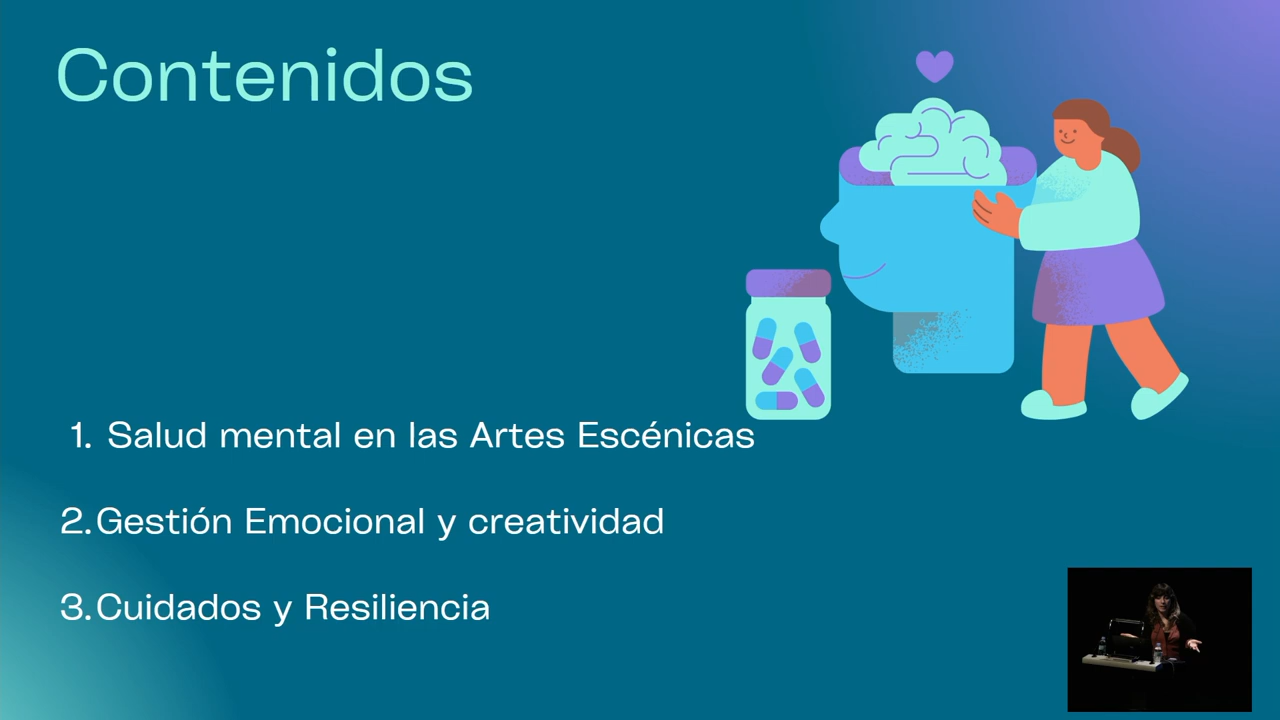 Contenidos
1. Salud mental en las Artes Escénicas
2. Gestión Emocional y creatividad
3. Cuidados y Resiliencia